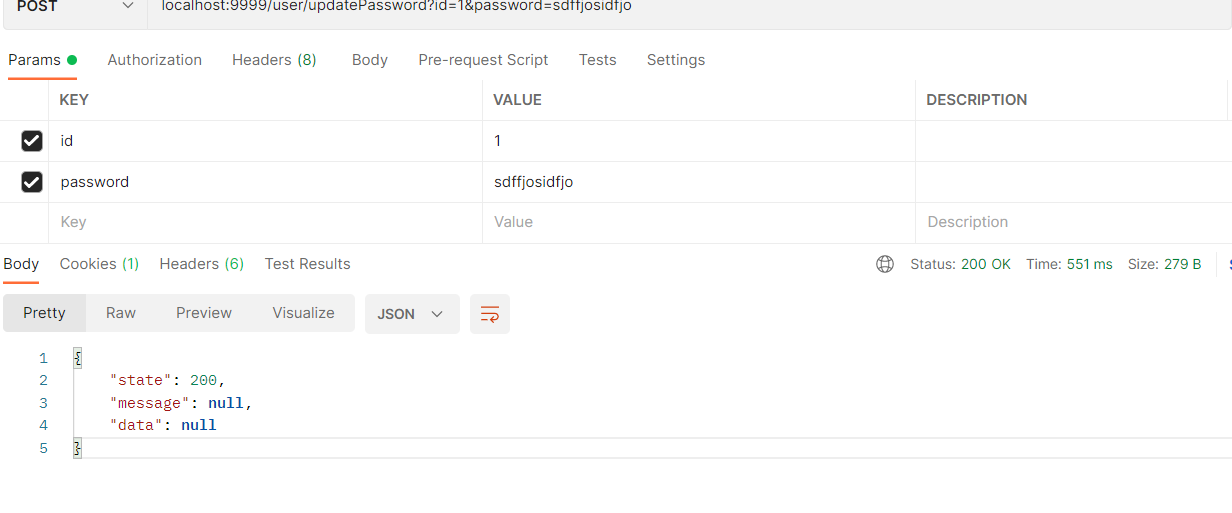 POST localhost:9999/user/updatePassword?id=1&password=sdffjosidfjo
Params Authorization Headers (8) Body Pre-request Script Tests Settings
KEY VALUE DESCRIPTION
id 1
password sdffjosidfjo
Key Value Description
Body Cookies (1) Headers (6) Test Results Status: 200 OK Time: 551 ms Size: 279 B
Pretty Raw Preview Visualize JSON
1 {
2 "state": 200,
3 "message": null,
4 "data": null
5 }